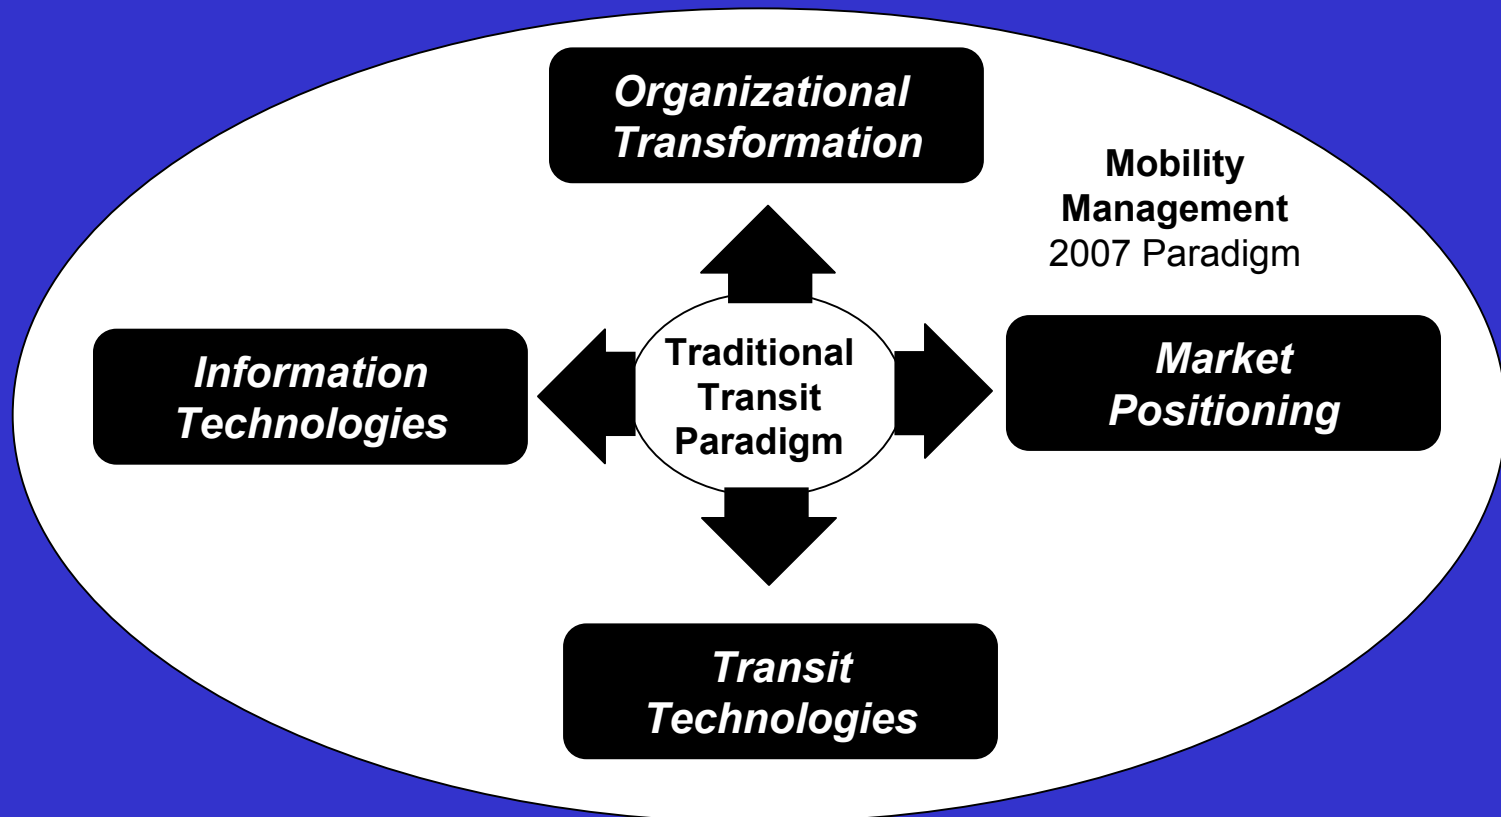 Organizational
Transformation
Mobility
Management
2007 Paradigm
Information
Technologies
Traditional
Transit
Paradigm
Market
Positioning
Transit
Technologies